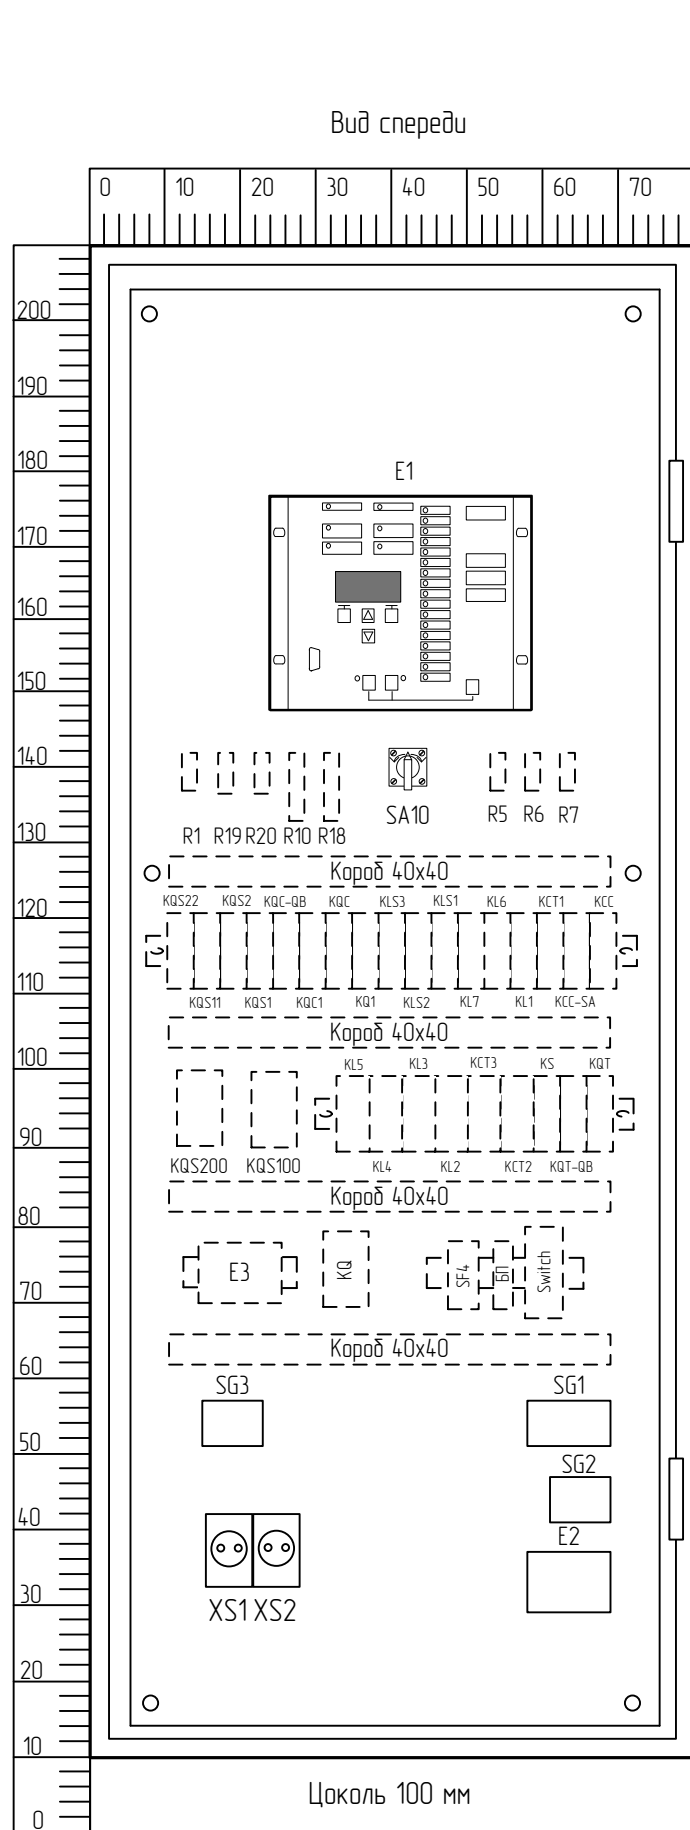 Вид спереди
0 10 20 30 40 50 60 70
200
190
180
E1
170
160
150
140
SA10 R5 R6 R7
130
R1 R19 R20 R10 R18
Короб 40х40
120
KQS22 KQS2 KQC-QB KQC KLS3 KLS1 KL6 KCT1 KCC
110
KQS11 KQS1 KQC1 KQ1 KLS2 KL7 KL1 KCC-SA
Короб 40х40
100
KL5 KL3 KCT3 KS KQT
90
KQS200 KQS100 KL4 KL2 KCT2 KQT-QB
Короб 40х40
80
E3 KQ SF4 БП Switch
70
Короб 40х40
60
SG3 SG1
50
SG2
40
E2
30
XS1 XS2
20
10
Цоколь 100 мм
0